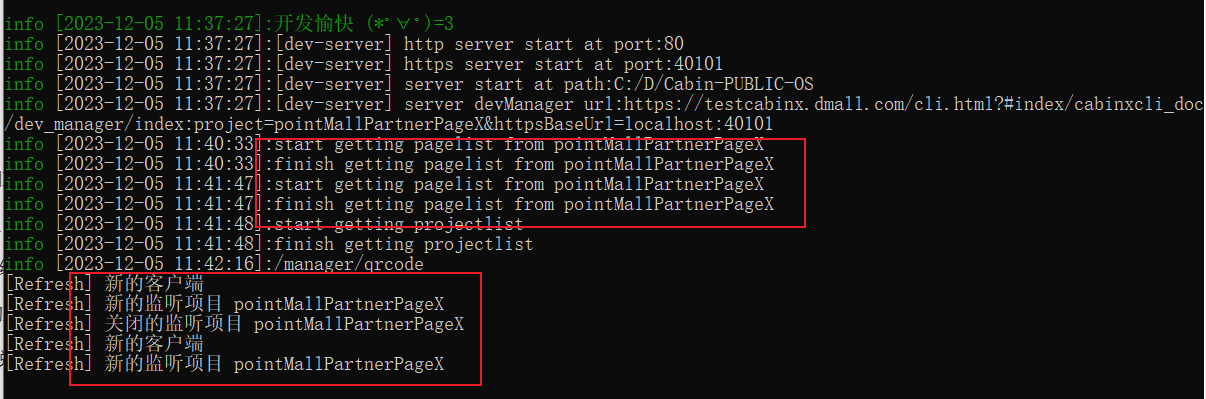 info [2023-12-05 11:37:27]:开发愉快 (*ﾟ∀ﾟ)=3
info [2023-12-05 11:37:27]:[dev-server] http server start at port:80
info [2023-12-05 11:37:27]:[dev-server] https server start at port:40101
info [2023-12-05 11:37:27]:[dev-server] server start at path:C:/D/Cabin-PUBLIC-OS
info [2023-12-05 11:37:27]:[dev-server] server devManager url:https://testcabinx.dmall.com/cli.html?#index/cabinxcli_doc
/dev_manager/index:project=pointMallPartnerPageX&httpsBaseUrl=localhost:40101
info [2023-12-05 11:40:33]:start getting pagelist from pointMallPartnerPageX
info [2023-12-05 11:40:33]:finish getting pagelist from pointMallPartnerPageX
info [2023-12-05 11:41:47]:start getting pagelist from pointMallPartnerPageX
info [2023-12-05 11:41:47]:finish getting pagelist from pointMallPartnerPageX
info [2023-12-05 11:41:48]:start getting projectlist
info [2023-12-05 11:41:48]:finish getting projectlist
info [2023-12-05 11:42:16]:/manager/qrcode
[Refresh] 新的客户端
[Refresh] 新的监听项目 pointMallPartnerPageX
[Refresh] 关闭的监听项目 pointMallPartnerPageX
[Refresh] 新的客户端
[Refresh] 新的监听项目 pointMallPartnerPageX